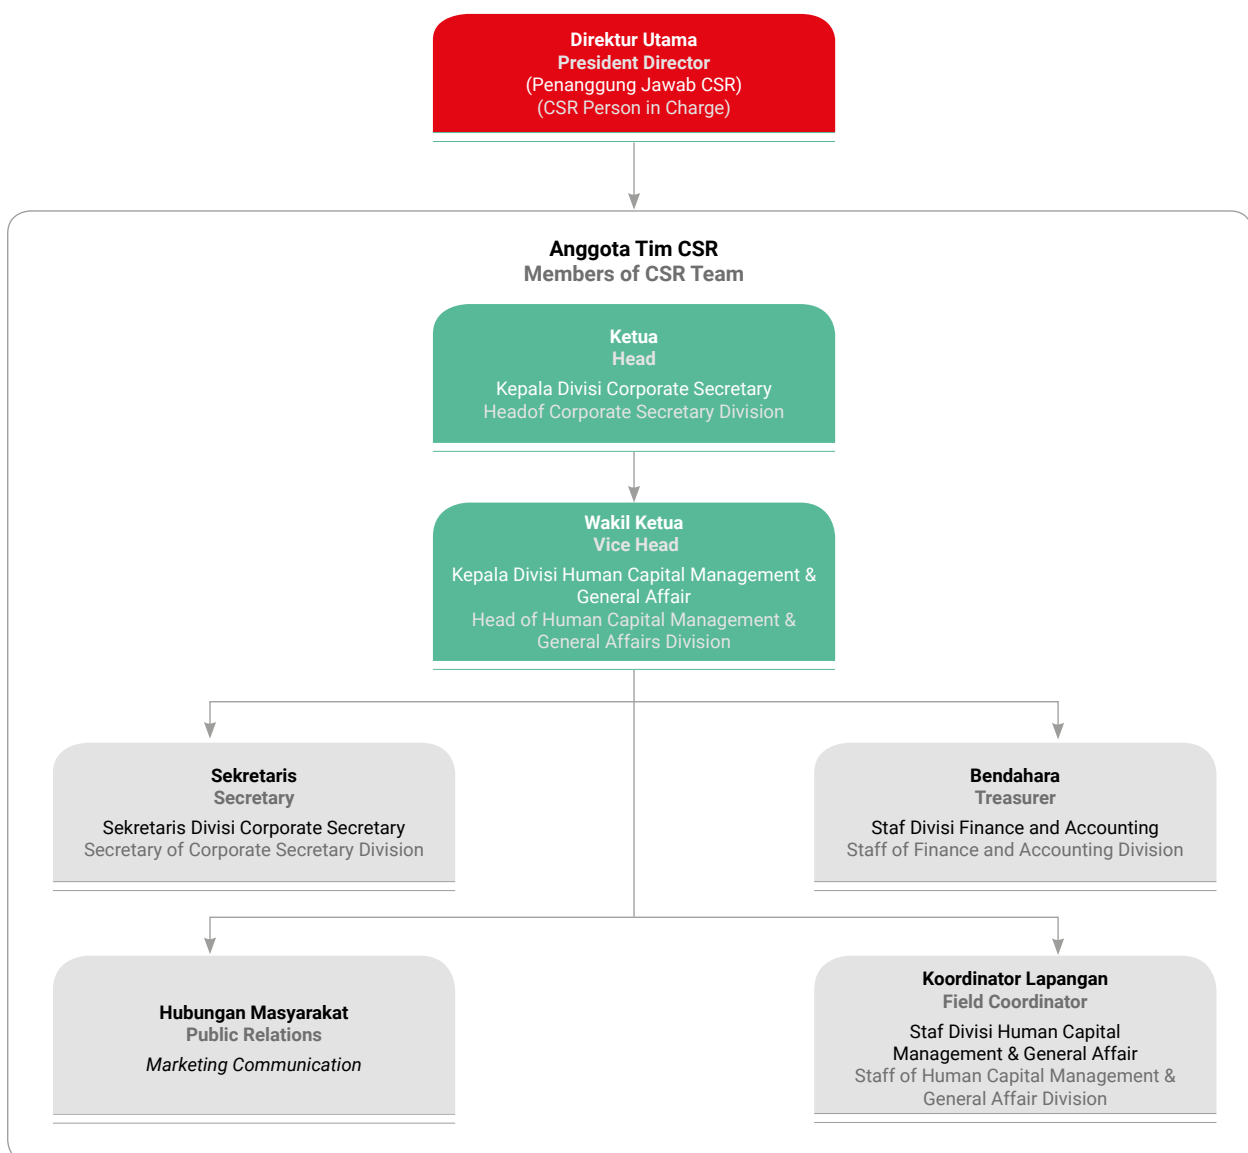 Direktur Utama
President Director
(Penanggung Jawab CSR)
(CSR Person in Charge)
Anggota Tim CSR
Members of CSR Team
Ketua
Head
Kepala Divisi Corporate Secretary
Headof Corporate Secretary Division
Wakil Ketua
Vice Head
Kepala Divisi Human Capital Management &
General Affair
Head of Human Capital Management &
General Affairs Division
Sekretaris
Secretary
Sekretaris Divisi Corporate Secretary
Secretary of Corporate Secretary Division
Bendahara
Treasurer
Staf Divisi Finance and Accounting
Staff of Finance and Accounting Division
Hubungan Masyarakat
Public Relations
Marketing Communication
Koordinator Lapangan
Field Coordinator
Staf Divisi Human Capital
Management & General Affair
Staff of Human Capital Management &
General Affair Division